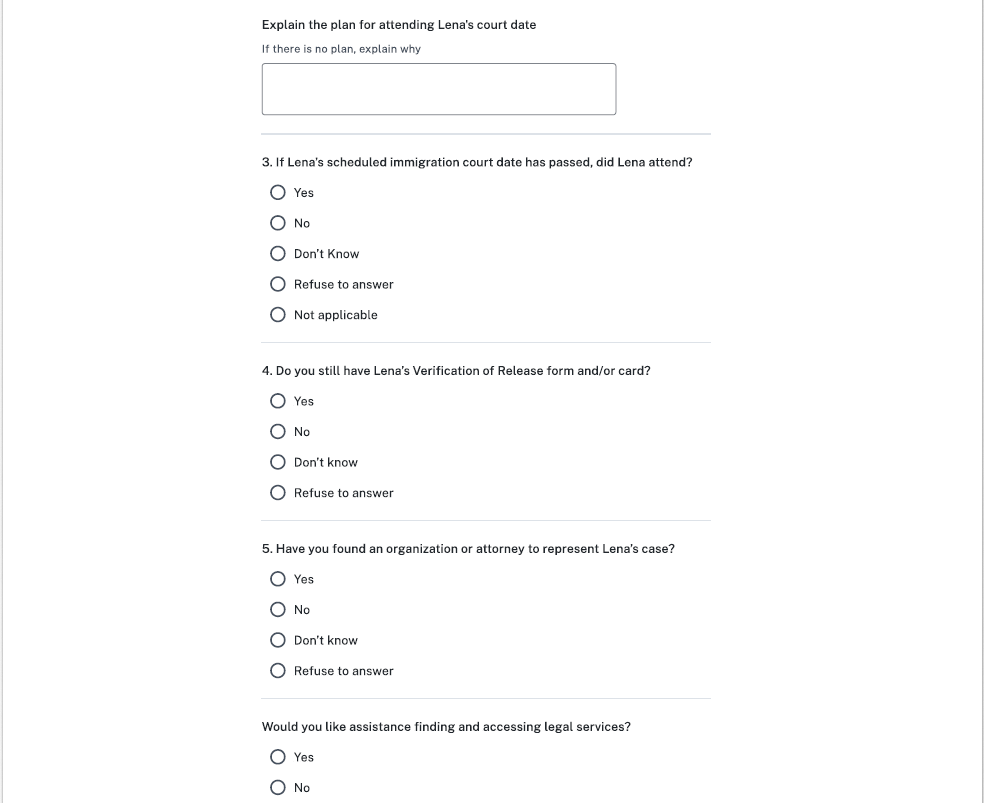 Explain the plan for attending Lena's court date
If there is no plan, explain why
3. If Lena's scheduled immigration court date has passed, did Lena attend?
Yes
No
Don't Know
Refuse to answer
Not applicable
4. Do you still have Lena's Verification of Release form and/or card?
Yes
No
Don't know
Refuse to answer
5. Have you found an organization or attorney to represent Lena's case?
Yes
No
Don't know
Refuse to answer
Would you like assistance finding and accessing legal services?
Yes
No